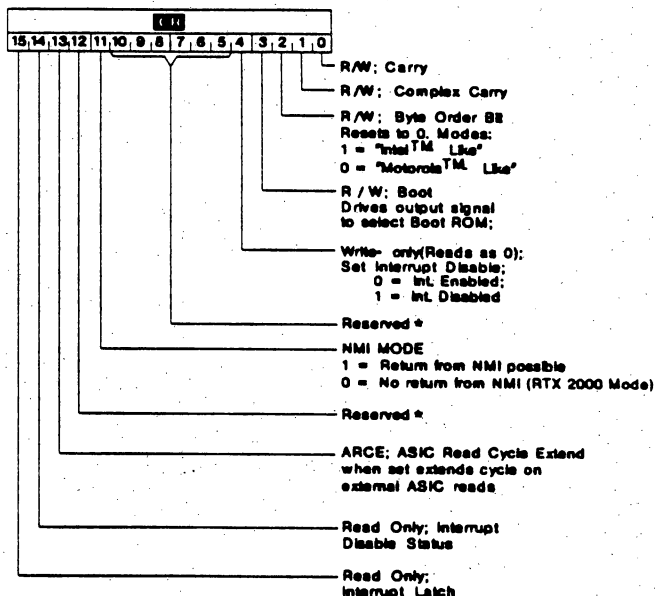 CR
15 14 13 12 11 10 9 8 7 6 5 4 3 2 1 0
R/W; Carry
R/W; Complex Carry
R/W; Byte Order Bit
Resets to 0. Modes:
1 = "Intel™ Like"
0 = "Motorola™ Like"
R / W; Boot
Drives output signal
to select Boot ROM;
Write- only(Reads as 0);
Set Interrupt Disable;
0 = Int. Enabled;
1 = Int. Disabled
Reserved *
NMI MODE
1 = Return from NMI possible
0 = No return from NMI (RTX 2000 Mode)
Reserved *
ARCE; ASIC Read Cycle Extend
when set extends cycle on
external ASIC reads
Read Only; Interrupt
Disable Status
Read Only;
Interrupt Latch